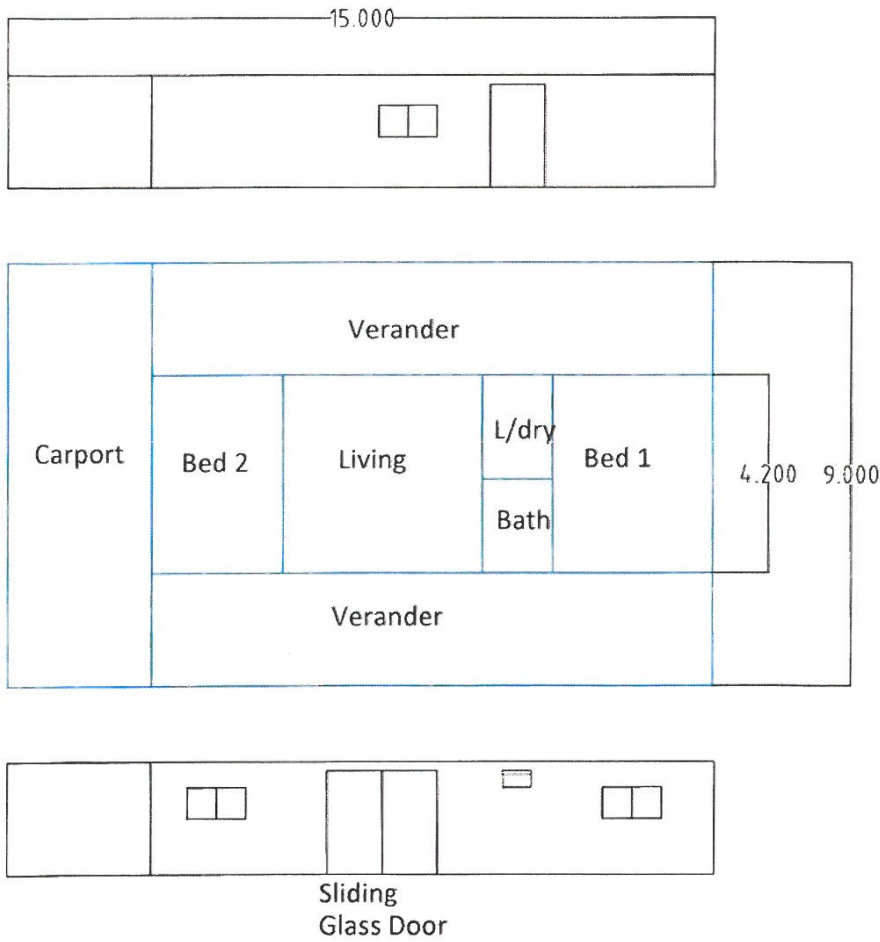 15.000
Verander
Carport
Bed 2
Living
L/dry
Bath
Bed 1
4.200
9.000
Verander
Sliding
Glass Door